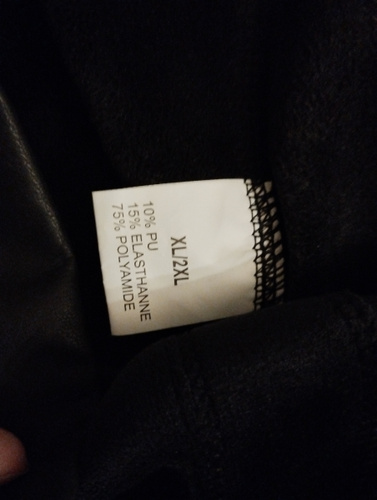 XL/2XL
10% PU
15% ELASTHANNE
75% POLYAMIDE